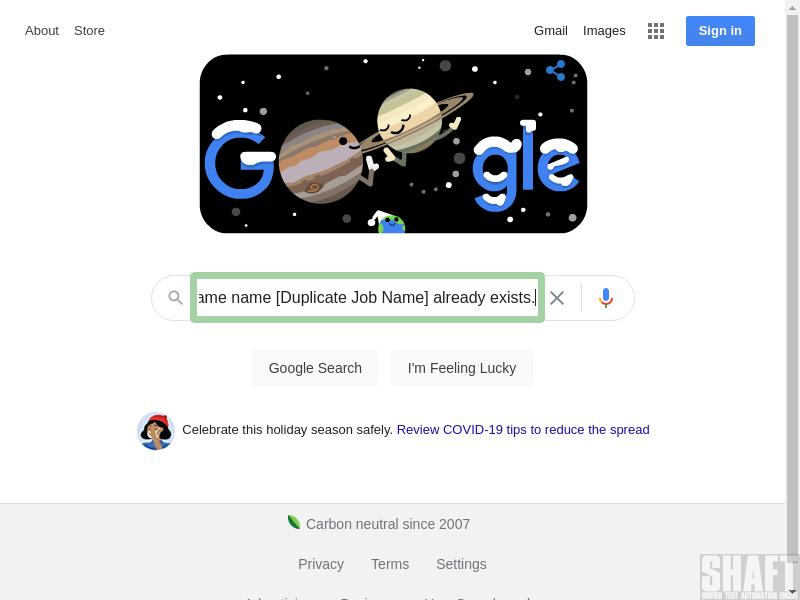 About Store Gmail Images Sign in
Google
ame name [Duplicate Job Name] already exists.
Google Search I'm Feeling Lucky
Celebrate this holiday season safely. Review COVID-19 tips to reduce the spread
Carbon neutral since 2007
Privacy Terms Settings
SHAFT